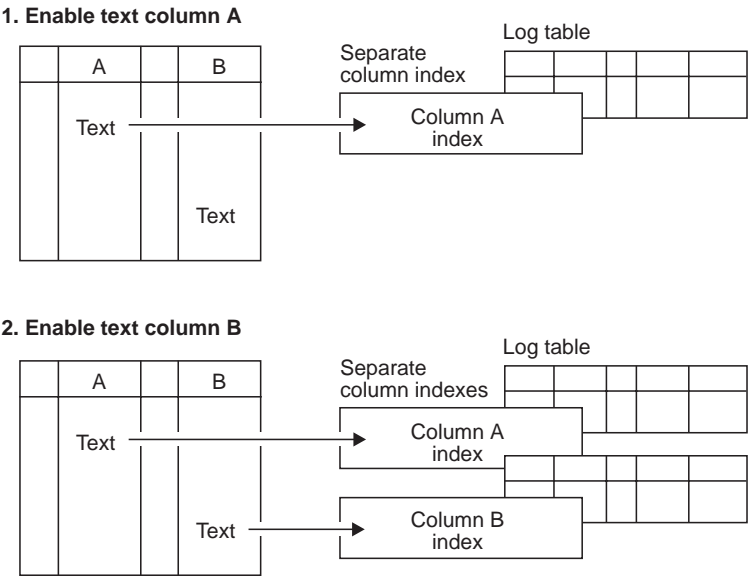 1. Enable text column A
Log table
Separate
column index
A
B
Column A
index
Text
Text
2. Enable text column B
Log table
Separate
column indexes
A
B
Column A
index
Text
Column B
index
Text